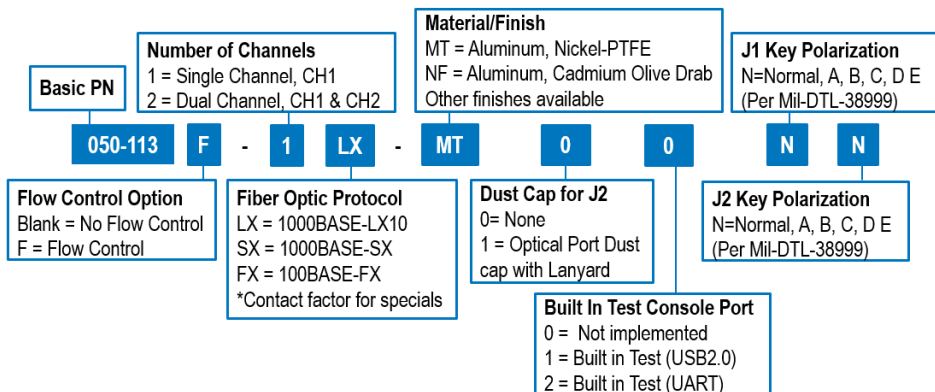 Material/Finish
MT = Aluminum, Nickel-PTFE
NF = Aluminum, Cadmium Olive Drab
Other finishes available
Number of Channels
1 = Single Channel, CH1
2 = Dual Channel, CH1 & CH2
J1 Key Polarization
N=Normal, A, B, C, D E
(Per Mil-DTL-38999)
Basic PN
050-113 F - 1 LX - MT 0 0 N N
Flow Control Option
Blank = No Flow Control
F = Flow Control
Fiber Optic Protocol
LX = 1000BASE-LX10
SX = 1000BASE-SX
FX = 100BASE-FX
*Contact factor for specials
Dust Cap for J2
0= None
1 = Optical Port Dust
cap with Lanyard
J2 Key Polarization
N=Normal, A, B, C, D E
(Per Mil-DTL-38999)
Built In Test Console Port
0 = Not implemented
1 = Built in Test (USB2.0)
2 = Built in Test (UART)